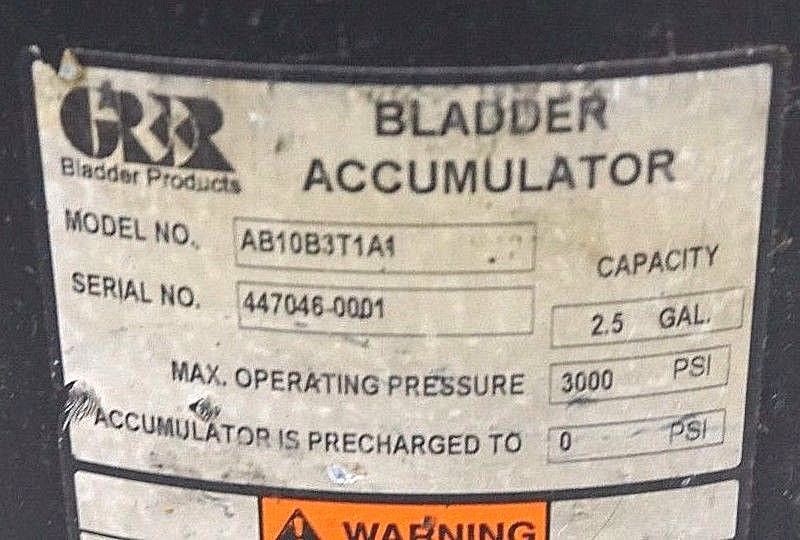 GREER
Bladder Products
BLADDER
ACCUMULATOR
MODEL NO. AB10B3T1A1
SERIAL NO. 447046-0001
CAPACITY
2.5 GAL.
MAX. OPERATING PRESSURE 3000 PSI
ACCUMULATOR IS PRECHARGED TO 0 PSI
WARNING